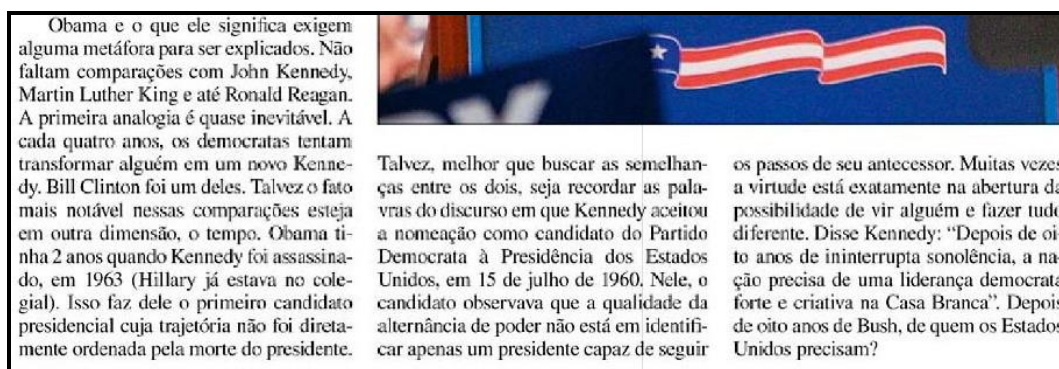 Obama e o que ele significa exigem
alguma metáfora para ser explicados. Não
faltam comparações com John Kennedy,
Martin Luther King e até Ronald Reagan.
A primeira analogia é quase inevitável. A
cada quatro anos, os democratas tentam
transformar alguém em um novo Kenne-
dy. Bill Clinton foi um deles. Talvez o fato
mais notável nessas comparações esteja
em outra dimensão, o tempo. Obama ti-
nha 2 anos quando Kennedy foi assassina-
do, em 1963 (Hillary já estava no cole-
gial). Isso faz dele o primeiro candidato
presidencial cuja trajetória não foi direta-
mente ordenada pela morte do presidente.
Talvez, melhor que buscar as semelhan-
ças entre os dois, seja recordar as pala-
vras do discurso em que Kennedy aceitou
a nomeação como candidato do Partido
Democrata à Presidência dos Estados
Unidos, em 15 de julho de 1960. Nele, o
candidato observava que a qualidade da
alternância de poder não está em identifi-
car apenas um presidente capaz de seguir
os passos de seu antecessor. Muitas vezes
a virtude está exatamente na abertura da
possibilidade de vir alguém e fazer tudo
diferente. Disse Kennedy: “Depois de oi-
to anos de ininterrupta sonolência, a na-
ção precisa de uma liderança democrata
forte e criativa na Casa Branca”. Depois
de oito anos de Bush, de quem os Estados
Unidos precisam?